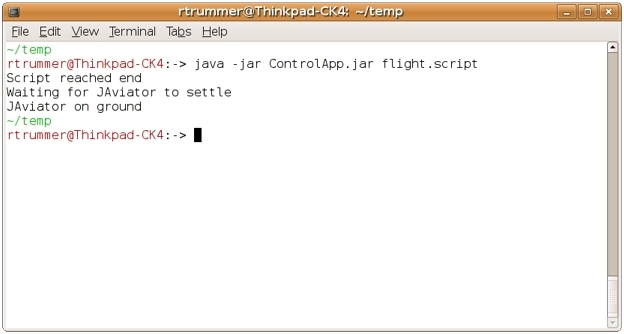 rtrummer@Thinkpad-CK4: ~/temp
File Edit View Terminal Tabs Help
~/temp
rtrummer@Thinkpad-CK4:-> java -jar ControlApp.jar flight.script
Script reached end
Waiting for JAviator to settle
JAviator on ground
~/temp
rtrummer@Thinkpad-CK4:->